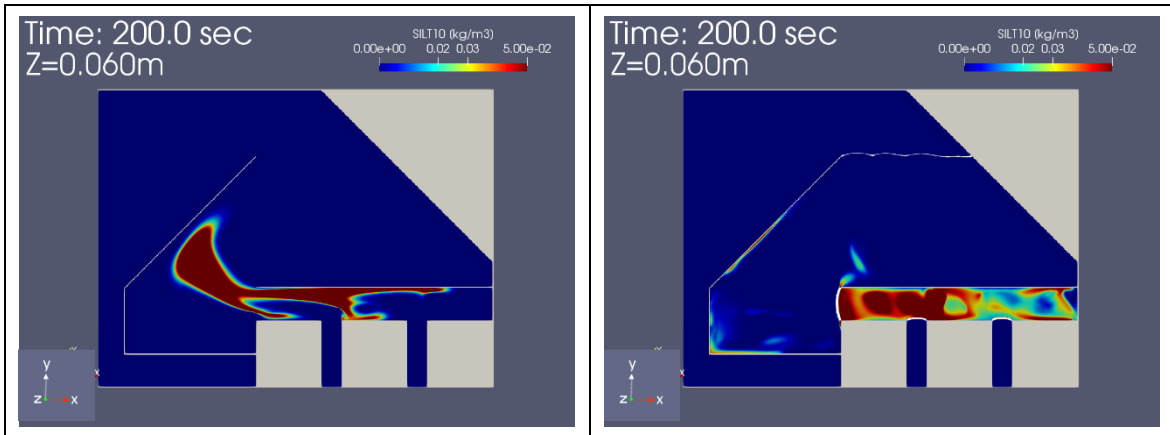 Time: 200.0 sec
Z=0.060m
SILT10 (kg/m3)
0.00e+00 0.02 0.03 5.00e-02
y
z x
x
Time: 200.0 sec
Z=0.060m
SILT10 (kg/m3)
0.00e+00 0.02 0.03 5.00e-02
y
z x
x